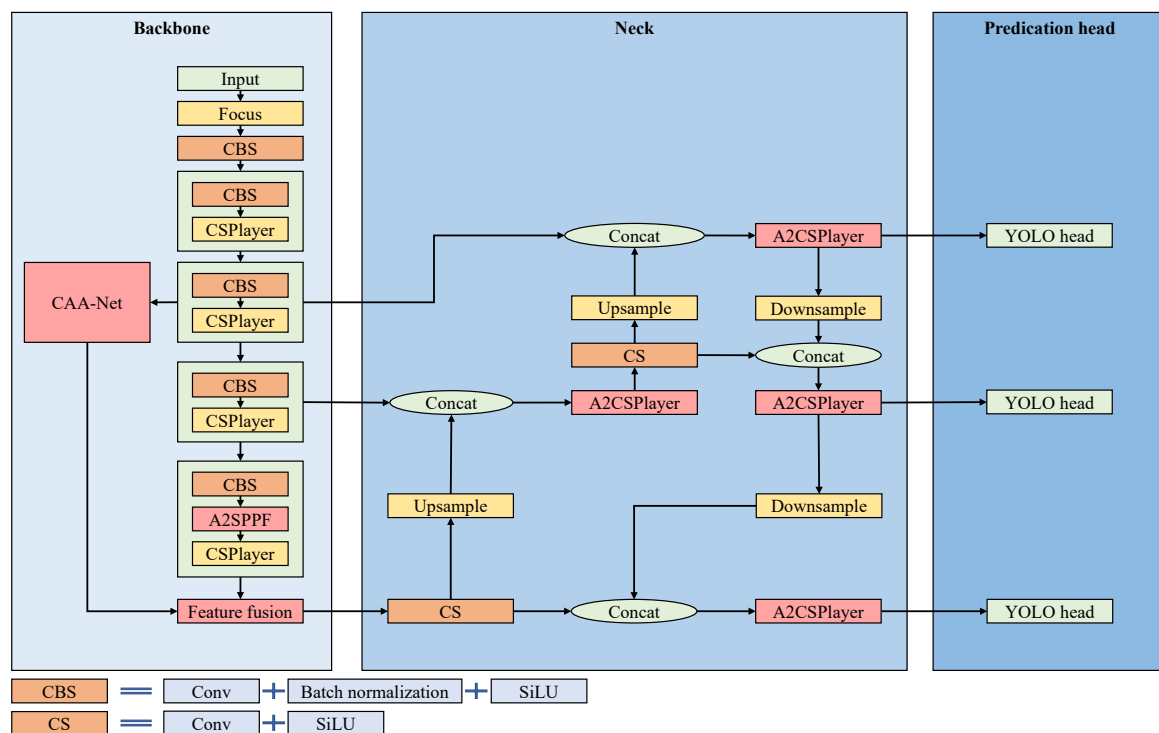 Backbone
Neck
Predication head
Input
Focus
CBS
CBS
CSPlayer
CAA-Net
CBS
CSPlayer
CBS
CSPlayer
CBS
A2SPPF
CSPlayer
Feature fusion
Concat
A2CSPlayer
Upsample
Downsample
CS
Concat
Concat
A2CSPlayer
A2CSPlayer
Upsample
Downsample
CS
Concat
A2CSPlayer
YOLO head
YOLO head
YOLO head
CBS = Conv + Batch normalization + SiLU
CS = Conv + SiLU